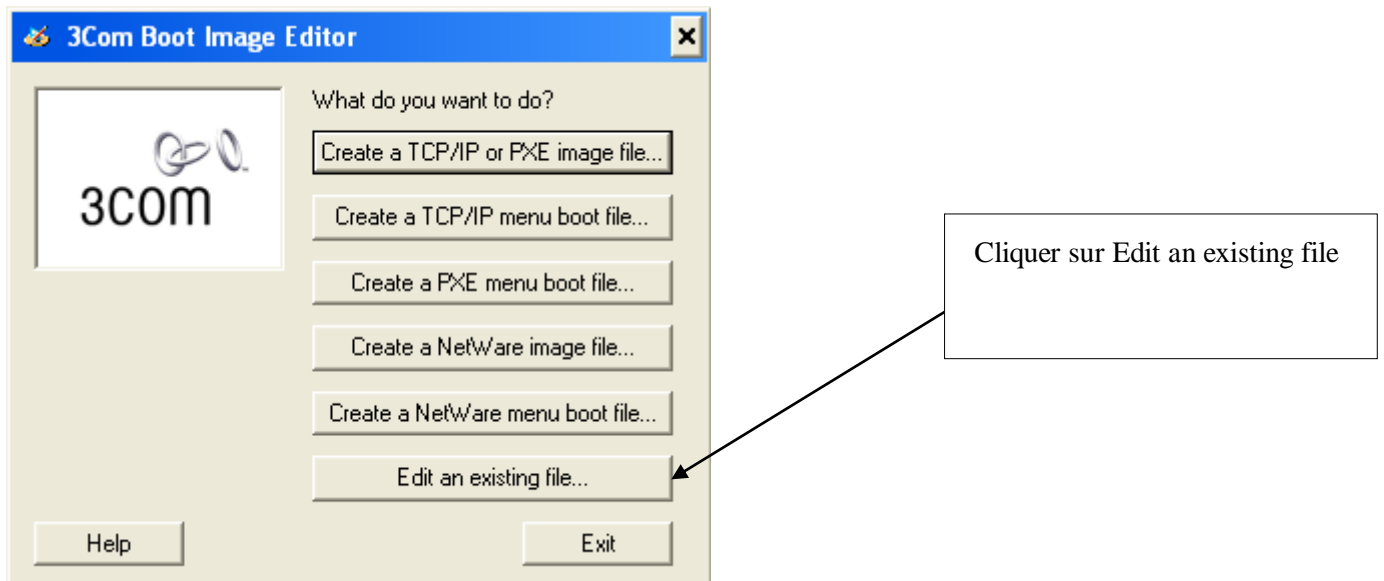 3Com Boot Image Editor
What do you want to do?
3COM
Create a TCP/IP or PXE image file...
Create a TCP/IP menu boot file...
Create a PXE menu boot file...
Create a NetWare image file...
Create a NetWare menu boot file...
Edit an existing file...
Help
Exit
Cliquer sur Edit an existing file